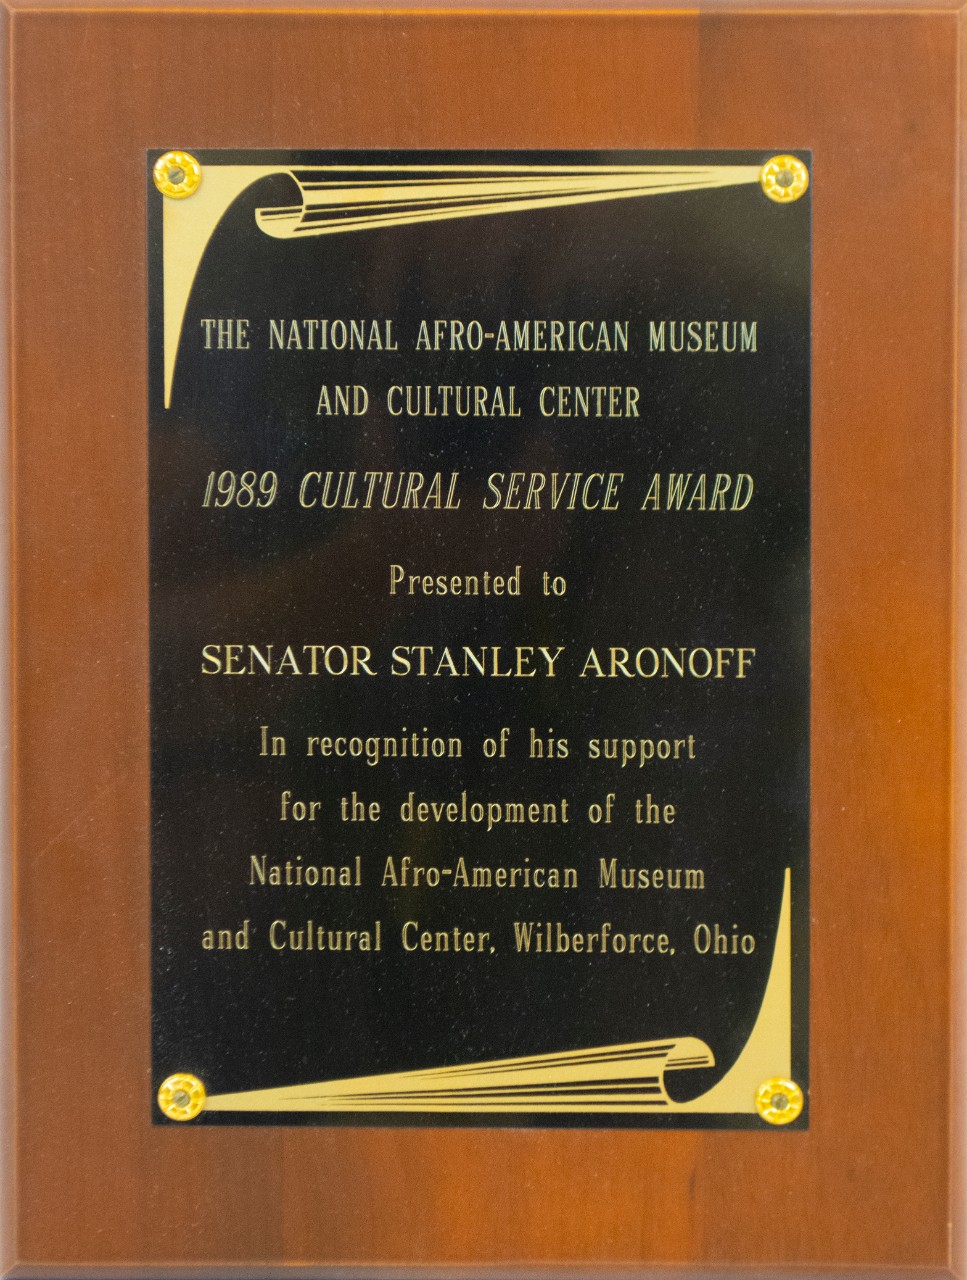 THE NATIONAL AFRO-AMERICAN MUSEUM
AND CULTURAL CENTER
1989 CULTURAL SERVICE AWARD
Presented to
SENATOR STANLEY ARONOFF
In recognition of his support
for the development of the
National Afro-American Museum
and Cultural Center, Wilberforce, Ohio